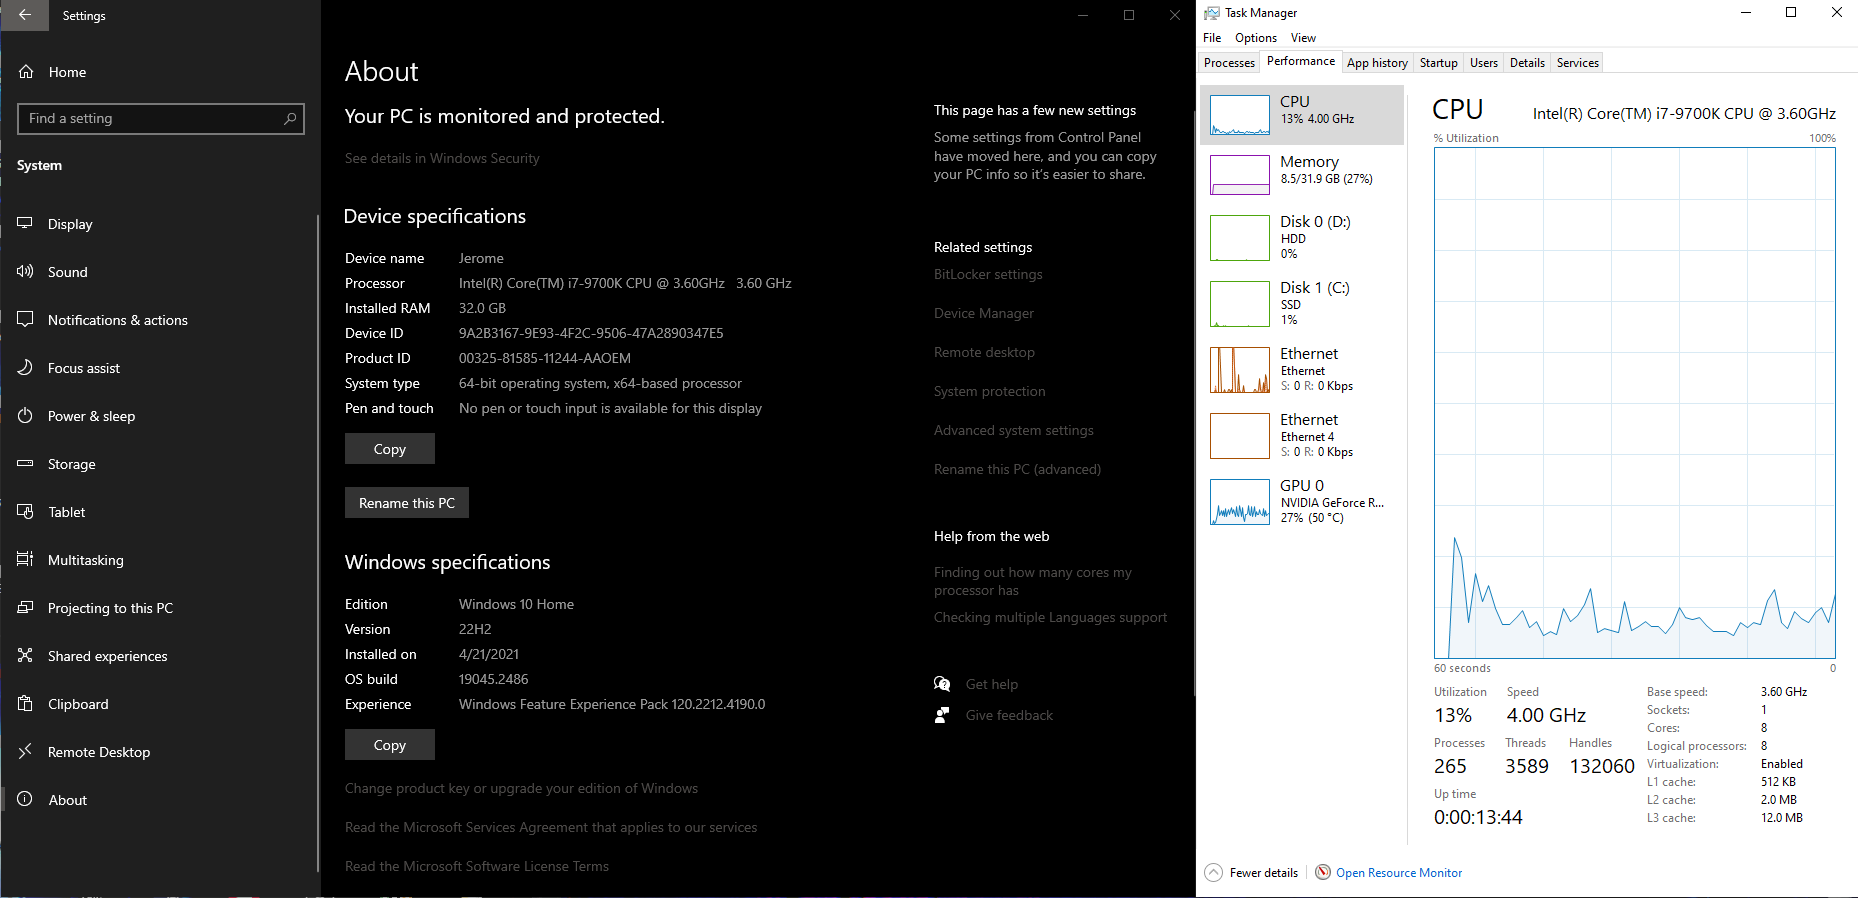 Settings
Home
Find a setting
System
Display
Sound
Notifications & actions
Focus assist
Power & sleep
Storage
Tablet
Multitasking
Projecting to this PC
Shared experiences
Clipboard
Remote Desktop
About
About
Your PC is monitored and protected.
See details in Windows Security
Device specifications
Device name Jerome
Processor Intel(R) Core(TM) i7-9700K CPU @ 3.60GHz 3.60 GHz
Installed RAM 32.0 GB
Device ID 9A2B3167-9E93-4F2C-9506-47A2890347E5
Product ID 00325-81585-11244-AAOEM
System type 64-bit operating system, x64-based processor
Pen and touch No pen or touch input is available for this display
Copy
Rename this PC
Windows specifications
Edition Windows 10 Home
Version 22H2
Installed on 4/21/2021
OS build 19045.2486
Experience Windows Feature Experience Pack 120.2212.4190.0
Copy
Change product key or upgrade your edition of Windows
Read the Microsoft Services Agreement that applies to our services
Read the Microsoft Software License Terms
This page has a few new settings
Some settings from Control Panel
have moved here, and you can copy
your PC info so it's easier to share.
Related settings
BitLocker settings
Device Manager
Remote desktop
System protection
Advanced system settings
Rename this PC (advanced)
Help from the web
Finding out how many cores my
processor has
Checking multiple Languages support
Get help
Give feedback
Task Manager
File Options View
Processes Performance App history Startup Users Details Services
CPU
13% 4.00 GHz
Memory
8.5/31.9 GB (27%)
Disk 0 (D:)
HDD
0%
Disk 1 (C:)
SSD
1%
Ethernet
Ethernet
S: 0 R: 0 Kbps
Ethernet
Ethernet 4
S: 0 R: 0 Kbps
GPU 0
NVIDIA GeForce R...
27% (50 °C)
CPU Intel(R) Core(TM) i7-9700K CPU @ 3.60GHz
% Utilization 100%
60 seconds 0
Utilization Speed
13% 4.00 GHz
Processes Threads Handles
265 3589 132060
Up time
0:00:13:44
Base speed: 3.60 GHz
Sockets: 1
Cores: 8
Logical processors: 8
Virtualization: Enabled
L1 cache: 512 KB
L2 cache: 2.0 MB
L3 cache: 12.0 MB
Fewer details Open Resource Monitor